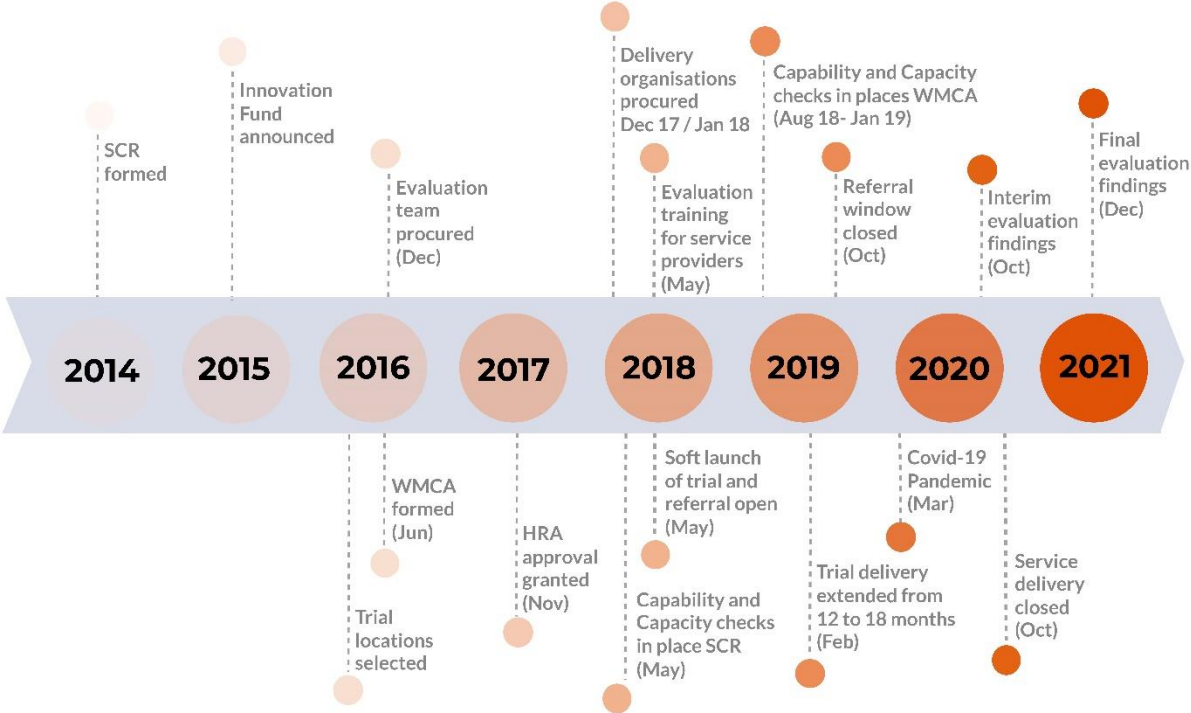 SCR
formed
Innovation
Fund
announced
Evaluation
team
procured
(Dec)
Delivery
organisations
procured
Dec 17 / Jan 18
Evaluation
training
for service
providers
(May)
Capability and Capacity
checks in places WMCA
(Aug 18- Jan 19)
Referral
window
closed
(Oct)
Interim
evaluation
findings
(Oct)
Final
evaluation
findings
(Dec)
2014
2015
2016
2017
2018
2019
2020
2021
Trial
locations
selected
WMCA
formed
(Jun)
HRA
approval
granted
(Nov)
Capability and
Capacity checks
in place SCR
(May)
Soft launch
of trial and
referral open
(May)
Trial delivery
extended from
12 to 18 months
(Feb)
Covid-19
Pandemic
(Mar)
Service
delivery
closed
(Oct)